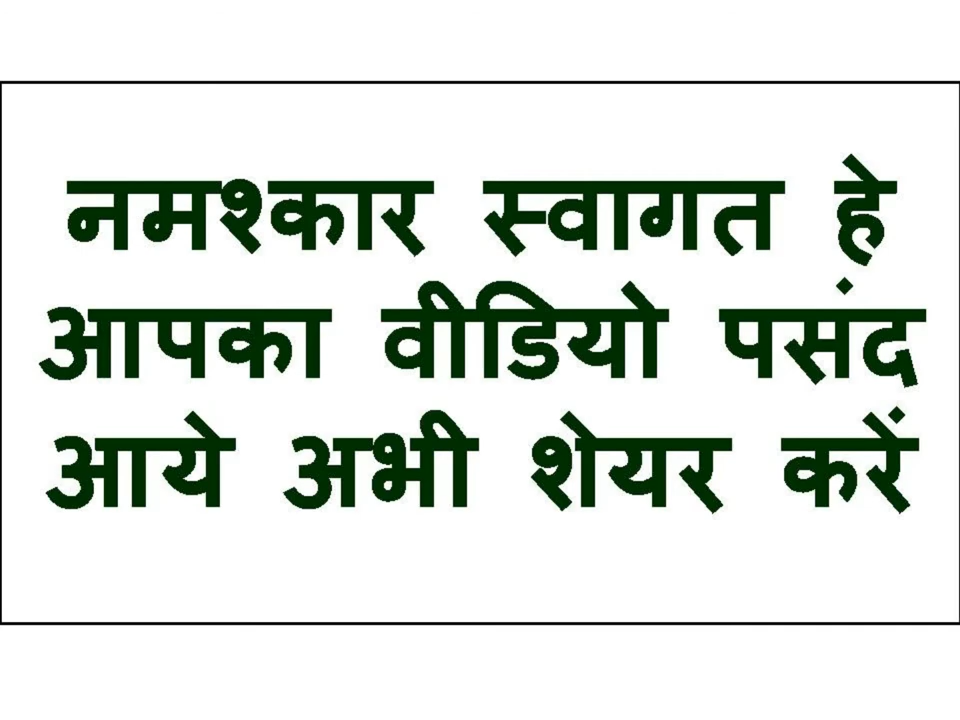 नमश्कार स्वागत हे
आपका वीडियो पसंद
आये अभी शेयर करें